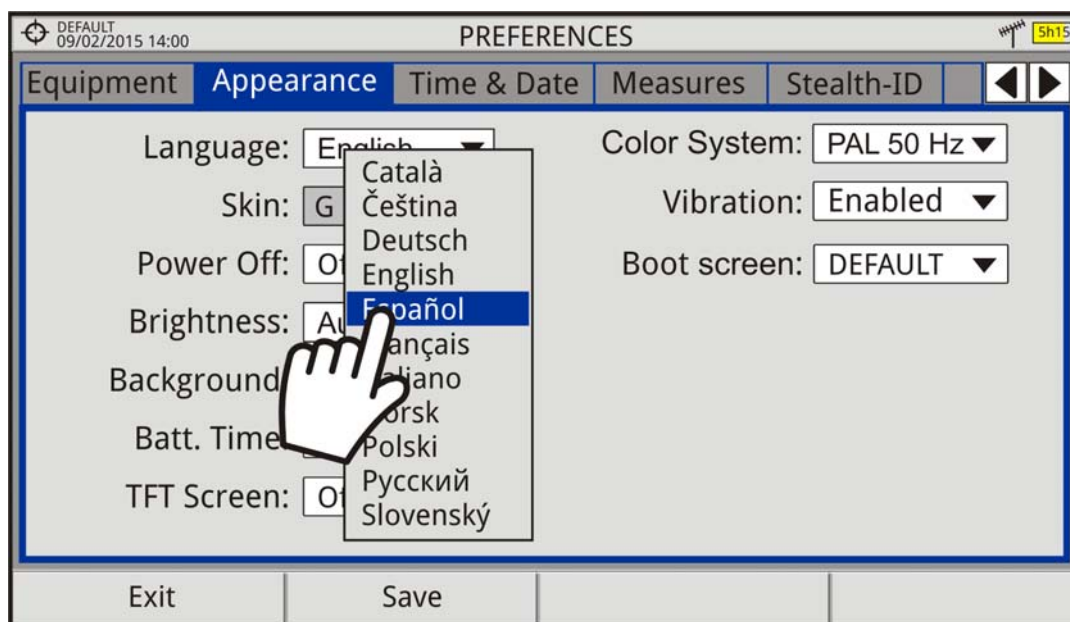 DEFAULT
09/02/2015 14:00
PREFERENCES
5h15
Equipment Appearance Time & Date Measures Stealth-ID
Language: English
Skin: G
Power Off:
Brightness:
Background
Batt. Time
TFT Screen:
Català
Čeština
Deutsch
English
Español
Polski
Русский
Slovenský
Color System: PAL 50 Hz
Vibration: Enabled
Boot screen: DEFAULT
Exit Save